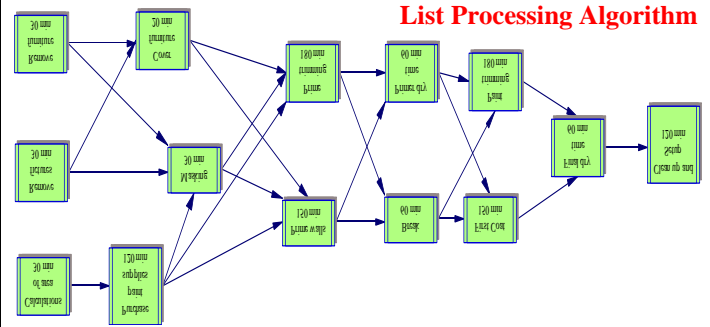 List Processing Algorithm
Remove
furniture
30 min
Cover
furniture
20 min
Prime
trimming
180 min
Primer dry
time
60 min
Paint
trimming
180 min
Final dry
time
60 min
Clean up and
Setup
120 min
Remove
fixtures
30 min
Masking
30 min
Prime walls
150 min
Break
60 min
First Coat
150 min
Calculations
of area
30 min
Purchase
paint
supplies
120 min